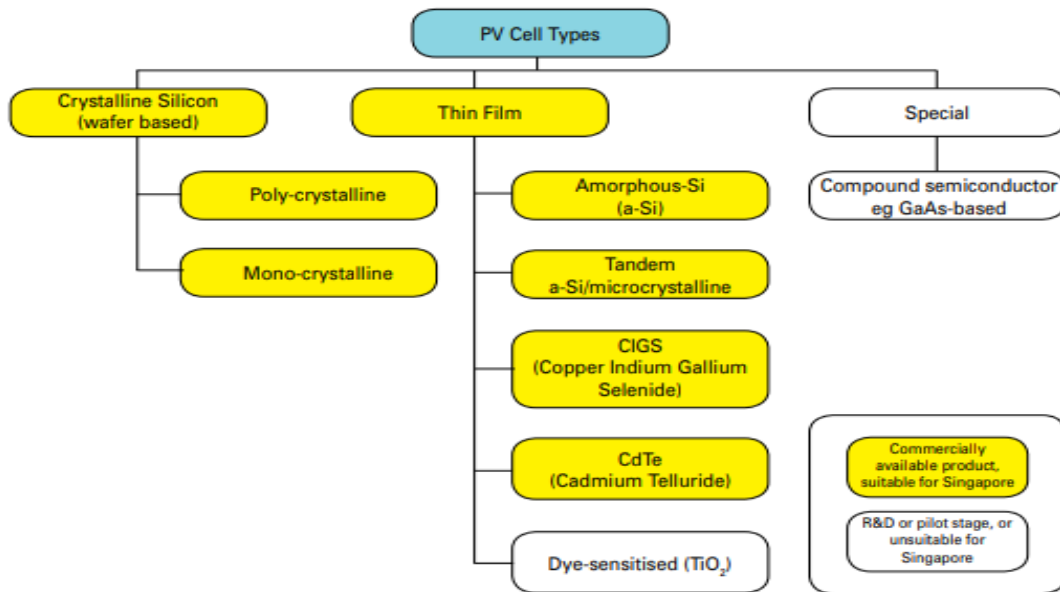 PV Cell Types
Crystalline Silicon
(wafer based)
Thin Film
Special
Poly-crystalline
Mono-crystalline
Amorphous-Si
(a-Si)
Tandem
a-Si/microcrystalline
CIGS
(Copper Indium Gallium
Selenide)
CdTe
(Cadmium Telluride)
Dye-sensitised (TiO₂)
Compound semiconductor
eg GaAs-based
Commercially
available product,
suitable for Singapore
R&D or pilot stage, or
unsuitable for
Singapore